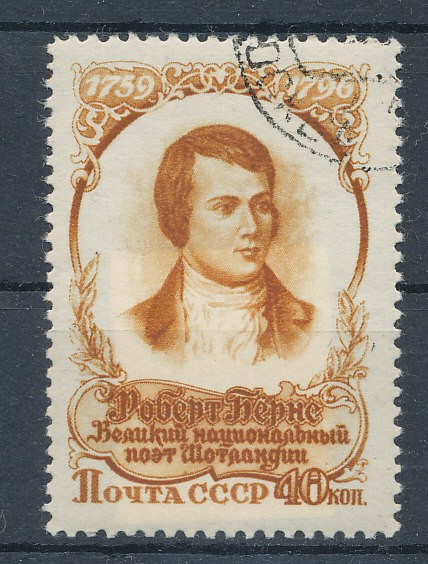 1759 1796
Роберт Бернс
Великий национальный
поэт Шотландии
ПОЧТА СССР 40 КОП.